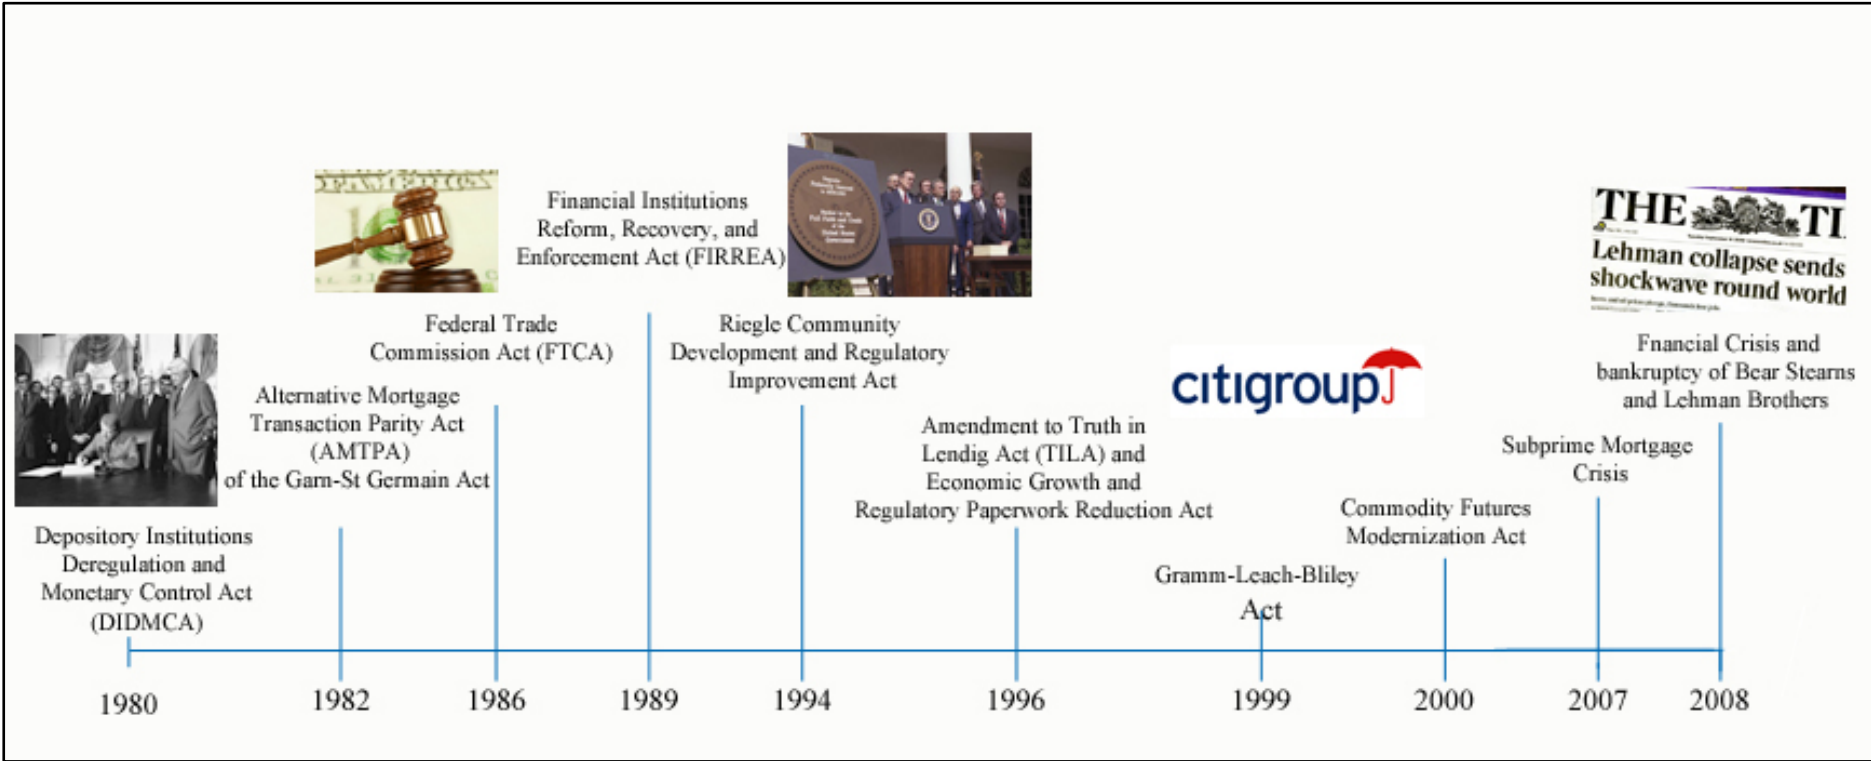 Depository Institutions
Deregulation and
Monetary Control Act
(DIDMCA)
1980
Alternative Mortgage
Transaction Parity Act
(AMTPA)
of the Garn-St Germain Act
1982
Federal Trade
Commission Act (FTCA)
1986
Financial Institutions
Reform, Recovery, and
Enforcement Act (FIRREA)
1989
Riegle Community
Development and Regulatory
Improvement Act
1994
Amendment to Truth in
Lendig Act (TILA) and
Economic Growth and
Regulatory Paperwork Reduction Act
1996
citigroup
Gramm-Leach-Bliley
Act
1999
Commodity Futures
Modernization Act
2000
Subprime Mortgage
Crisis
2007
THE TI
Lehman collapse sends
shockwave round world
Fnancial Crisis and
bankruptcy of Bear Stearns
and Lehman Brothers
2008